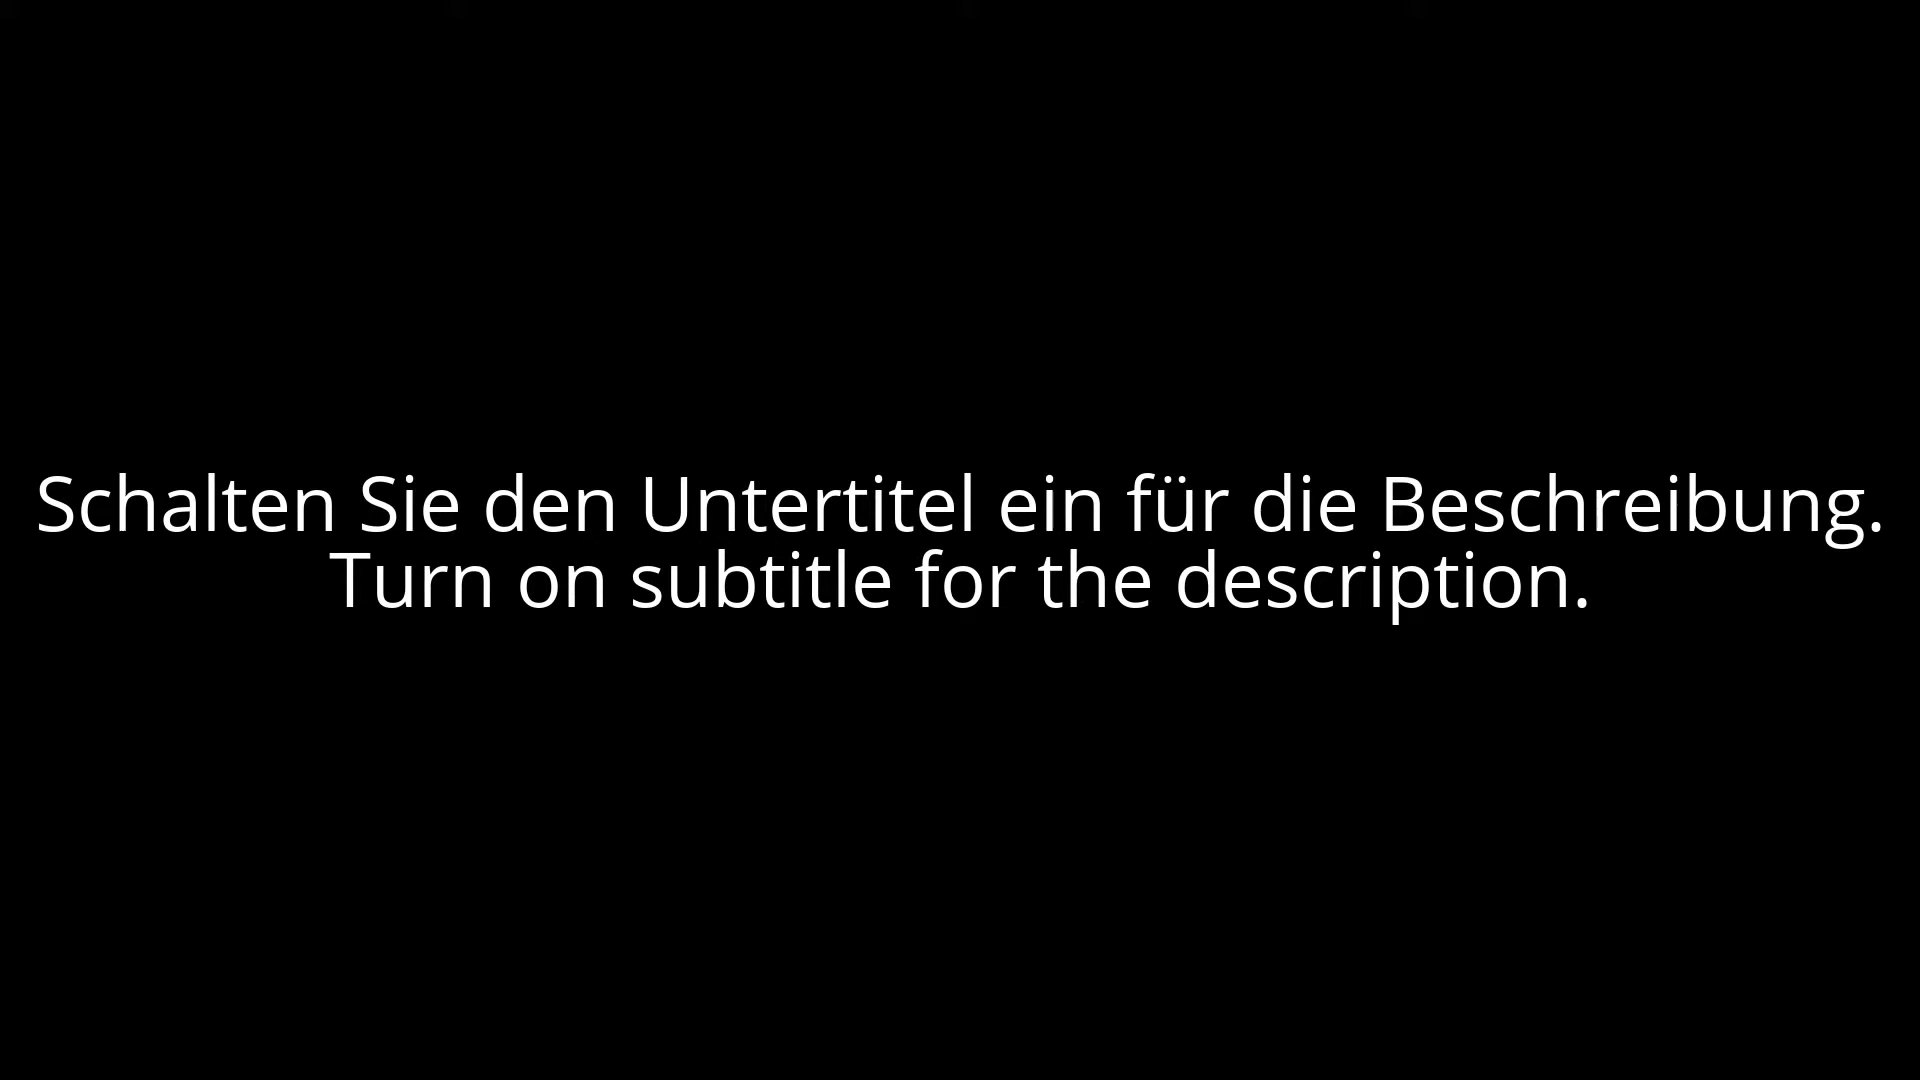 Schalten Sie den Untertitel ein für die Beschreibung.
Turn on subtitle for the description.